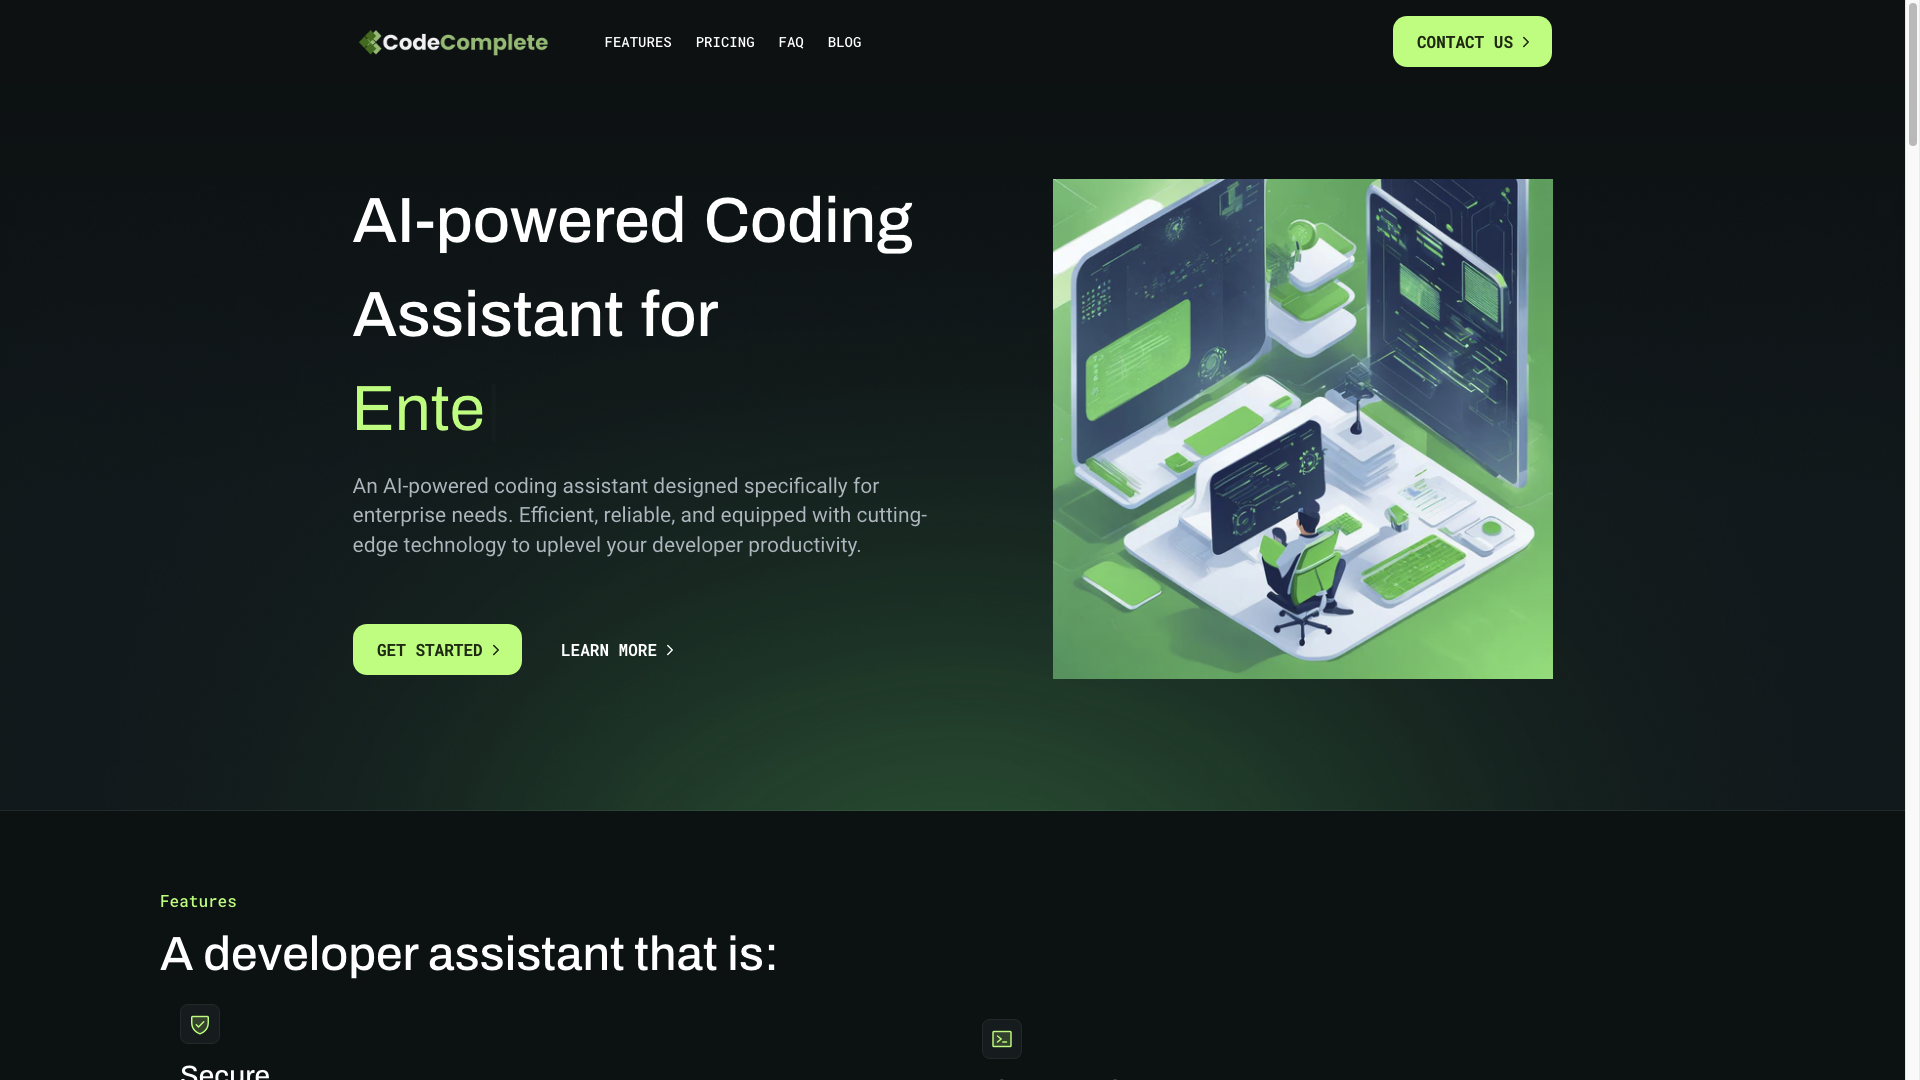 CodeComplete
FEATURES
PRICING
FAQ
BLOG
CONTACT US
AI-powered Coding
Assistant for
Ente
An AI-powered coding assistant designed specifically for
enterprise needs. Efficient, reliable, and equipped with cutting-
edge technology to uplevel your developer productivity.
GET STARTED
LEARN MORE
Features
A developer assistant that is:
Secure